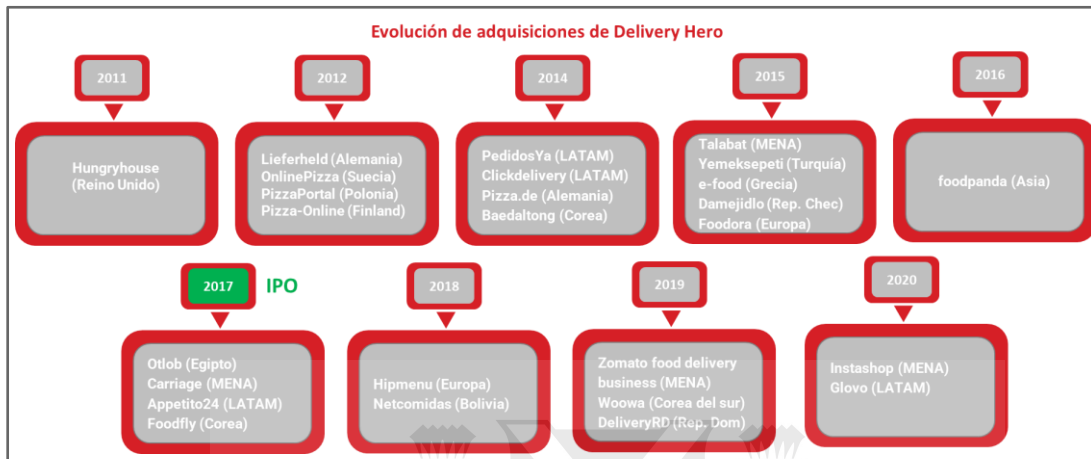 Evolución de adquisiciones de Delivery Hero
2011
Hungryhouse
(Reino Unido)
2012
Lieferheld (Alemania)
OnlinePizza (Suecia)
PizzaPortal (Polonia)
Pizza-Online (Finland)
2014
PedidosYa (LATAM)
Clickdelivery (LATAM)
Pizza.de (Alemania)
Baedaltong (Corea)
2015
Talabat (MENA)
Yemeksepeti (Turquía)
e-food (Grecia)
Damejidlo (Rep. Chec)
Foodora (Europa)
2016
foodpanda (Asia)
2017
IPO
Otlob (Egipto)
Carriage (MENA)
Appetito24 (LATAM)
Foodfly (Corea)
2018
Hipmenu (Europa)
Netcomidas (Bolivia)
2019
Zomato food delivery
business (MENA)
Woowa (Corea del sur)
DeliveryRD (Rep. Dom)
2020
Instashop (MENA)
Glovo (LATAM)